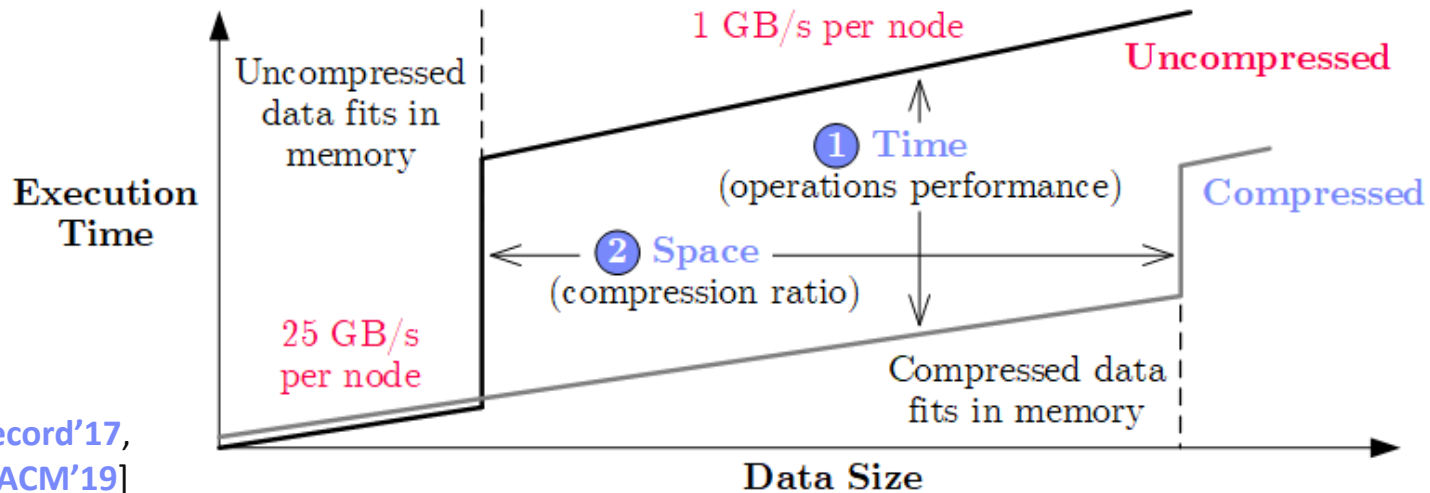 1 GB/s per node
Uncompressed
Uncompressed
data fits in
memory
1 Time
(operations performance)
Execution
Time
Compressed
2 Space
(compression ratio)
25 GB/s
per node
Compressed data
fits in memory
ecord’17,
ACM’19]
Data Size